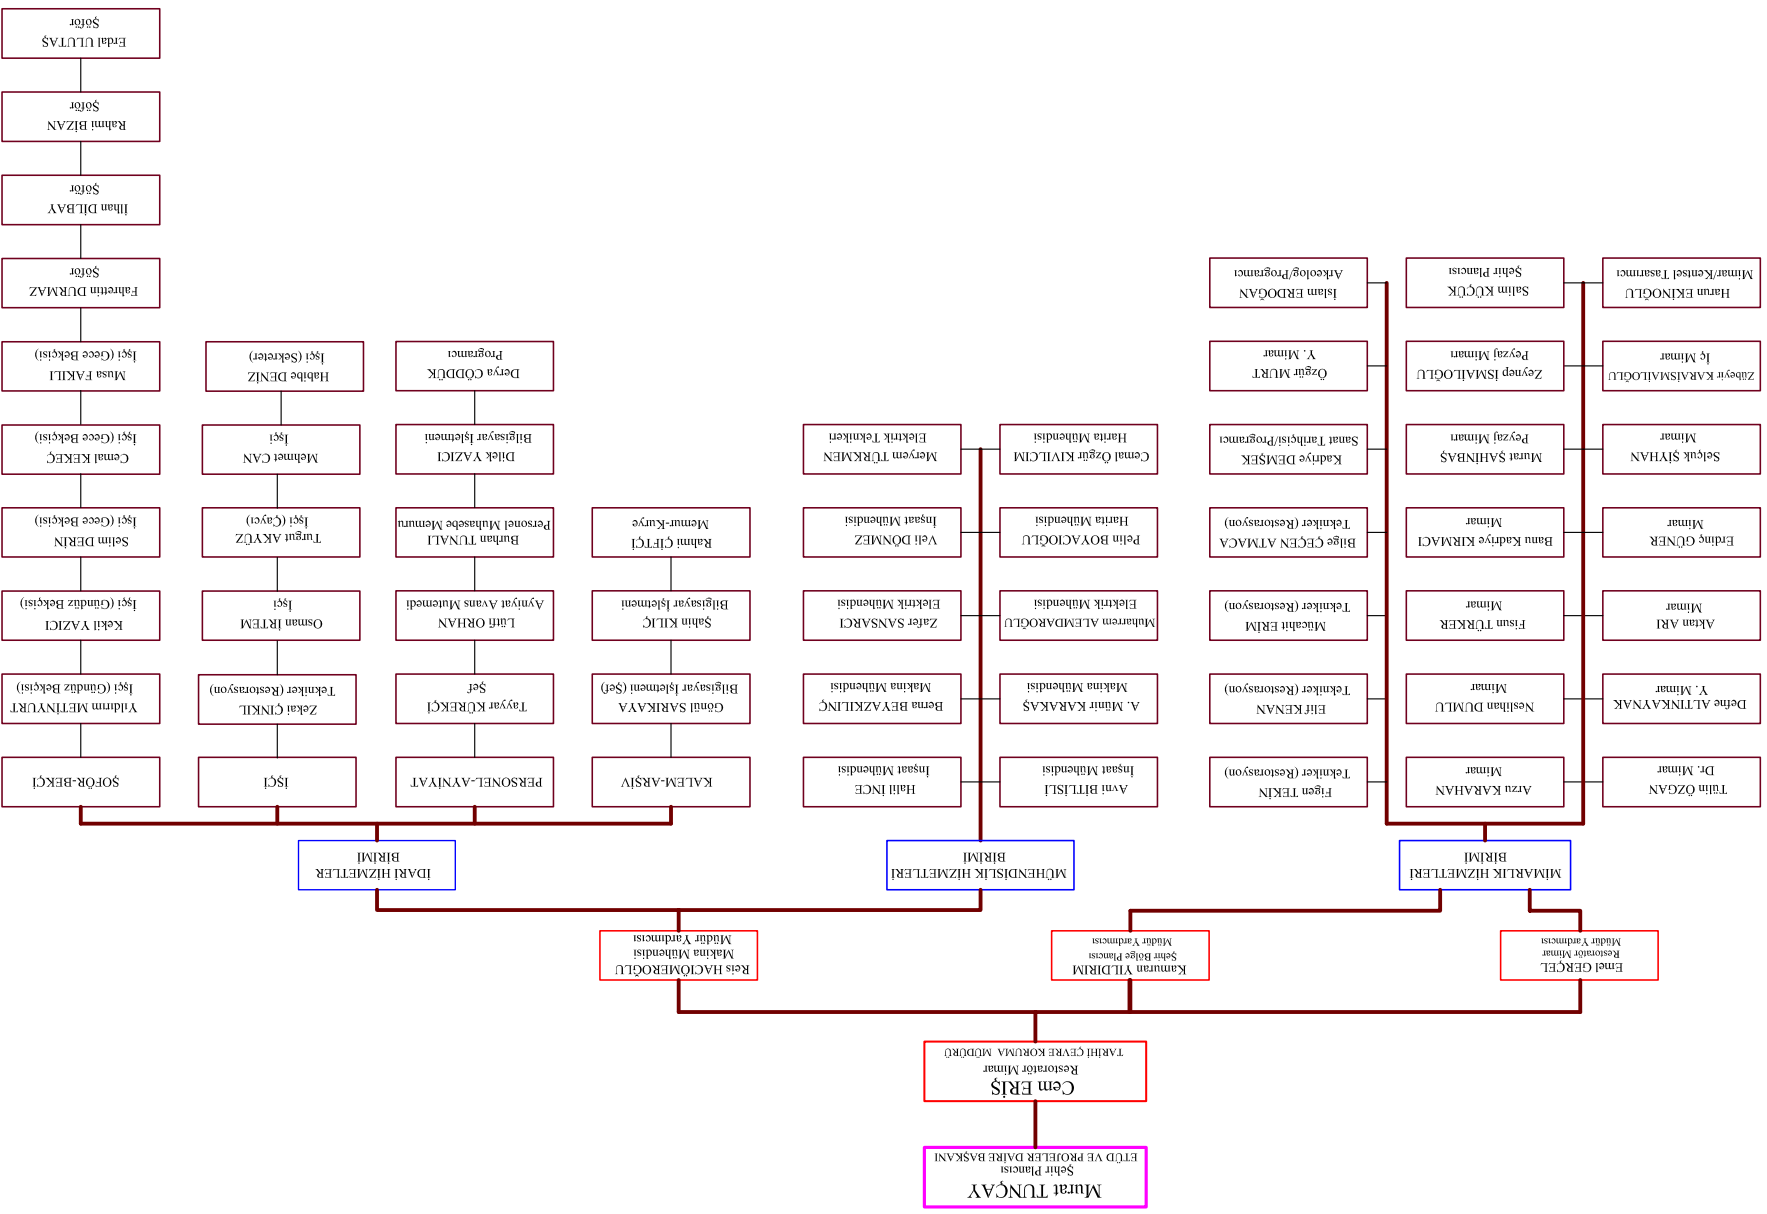 Murat TUNÇAY
Şehir Plancısı
ETÜD VE PROJELER DAİRE BAŞKANI
Cem ERİŞ
Restoratör Mimar
TARİHİ ÇEVRE KORUMA MÜDÜRÜ
Emel GERÇEL
Restoratör Mimar
Müdür Yardımcısı
Kamuran YILDIRIM
Şehir Bölge Plancısı
Müdür Yardımcısı
Reis HACIÖMEROĞLU
Makina Mühendisi
Müdür Yardımcısı
MİMARLIK HİZMETLERİ
BİRİMİ
MÜHENDİSLİK HİZMETLERİ
BİRİMİ
İDARİ HİZMETLER
BİRİMİ
Tülin ÖZGAN
Dr. Mimar
Arzu KARAHAN
Mimar
Figen TEKİN
Tekniker (Restorasyon)
Avni BİTLİSLİ
İnşaat Mühendisi
Halil İNCE
İnşaat Mühendisi
KALEM-ARŞİV
PERSONEL-AYNİYAT
İŞÇİ
ŞOFÖR-BEKÇİ
Defne ALTINKAYNAK
Y. Mimar
Neslihan DUMLU
Mimar
Elif KENAN
Tekniker (Restorasyon)
A. Münir KARAKAŞ
Makina Mühendisi
Berna BEYAZKILINÇ
Makina Mühendisi
Gönül SARIKAYA
Bilgisayar İşletmeni (Şef)
Tayyar KÜREKÇİ
Şef
Zekai ÇINKIL
Tekniker (Restorasyon)
Yıldırım METİNYURT
İşçi (Gündüz Bekçisi)
Aktan ARI
Mimar
Fisun TÜRKER
Mimar
Mücahit ERİM
Tekniker (Restorasyon)
Muharrem ALEMDAROĞLU
Elektrik Mühendisi
Zafer SANSARCI
Elektrik Mühendisi
Şahin KILIÇ
Bilgisayar İşletmeni
Lütfi ORHAN
Ayniyat Avans Mutemedi
Osman İRTEM
İşçi
Kekil YAZICI
İşçi (Gündüz Bekçisi)
Erdinç GÜNER
Mimar
Banu Kadriye KIRMACI
Mimar
Bilge ÇEÇEN ATMACA
Tekniker (Restorasyon)
Pelin BOYACIOĞLU
Harita Mühendisi
Veli DÖNMEZ
İnşaat Mühendisi
Rahmi ÇİFTÇİ
Memur-Kurye
Burhan TUNALI
Personel Muhasebe Memuru
Turgut AKYÜZ
İşçi (Çaycı)
Selim DERİN
İşçi (Gece Bekçisi)
Selçuk ŞİYHAN
Mimar
Murat ŞAHİNBAŞ
Peyzaj Mimarı
Kadriye DEMŞEK
Sanat Tarihçisi/Programcı
Cemal Özgür KIVILCIM
Harita Mühendisi
Meryem TÜRKMEN
Elektrik Teknikeri
Dilek YAZICI
Bilgisayar İşletmeni
Mehmet CAN
İşçi
Cemal KEKEÇ
İşçi (Gece Bekçisi)
Zübeyir KARAİSMAİLOĞLU
İç Mimar
Zeynep İSMAİLOĞLU
Peyzaj Mimarı
Özgür MURT
Y. Mimar
Derya CÖDDÜK
Programcı
Habibe DENİZ
İşçi (Sekreter)
Musa FAKILI
İşçi (Gece Bekçisi)
Harun EKİNOĞLU
Mimar/Kentsel Tasarımcı
Salim KÜÇÜK
Şehir Plancısı
İslam ERDOĞAN
Arkeolog/Programcı
Fahrettin DURMAZ
Şöför
İlhan DİLBAY
Şöför
Rahmi BİZAN
Şöför
Erdal ULUTAŞ
Şöför